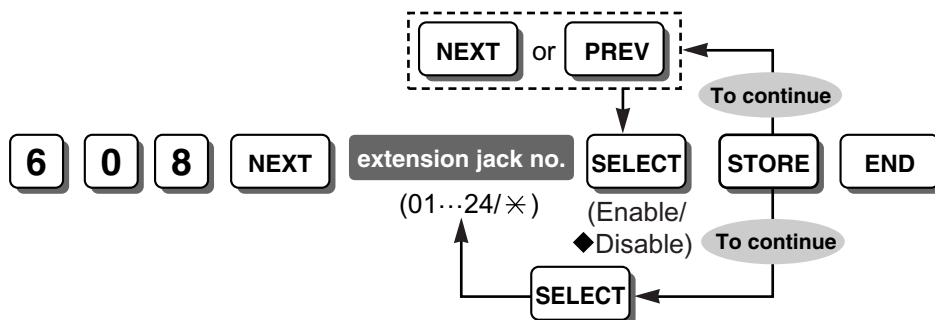 NEXT or PREV
To continue
6 0 8 NEXT extension jack no. SELECT STORE END
(01···24/✳)
(Enable/
◆Disable)
To continue
SELECT